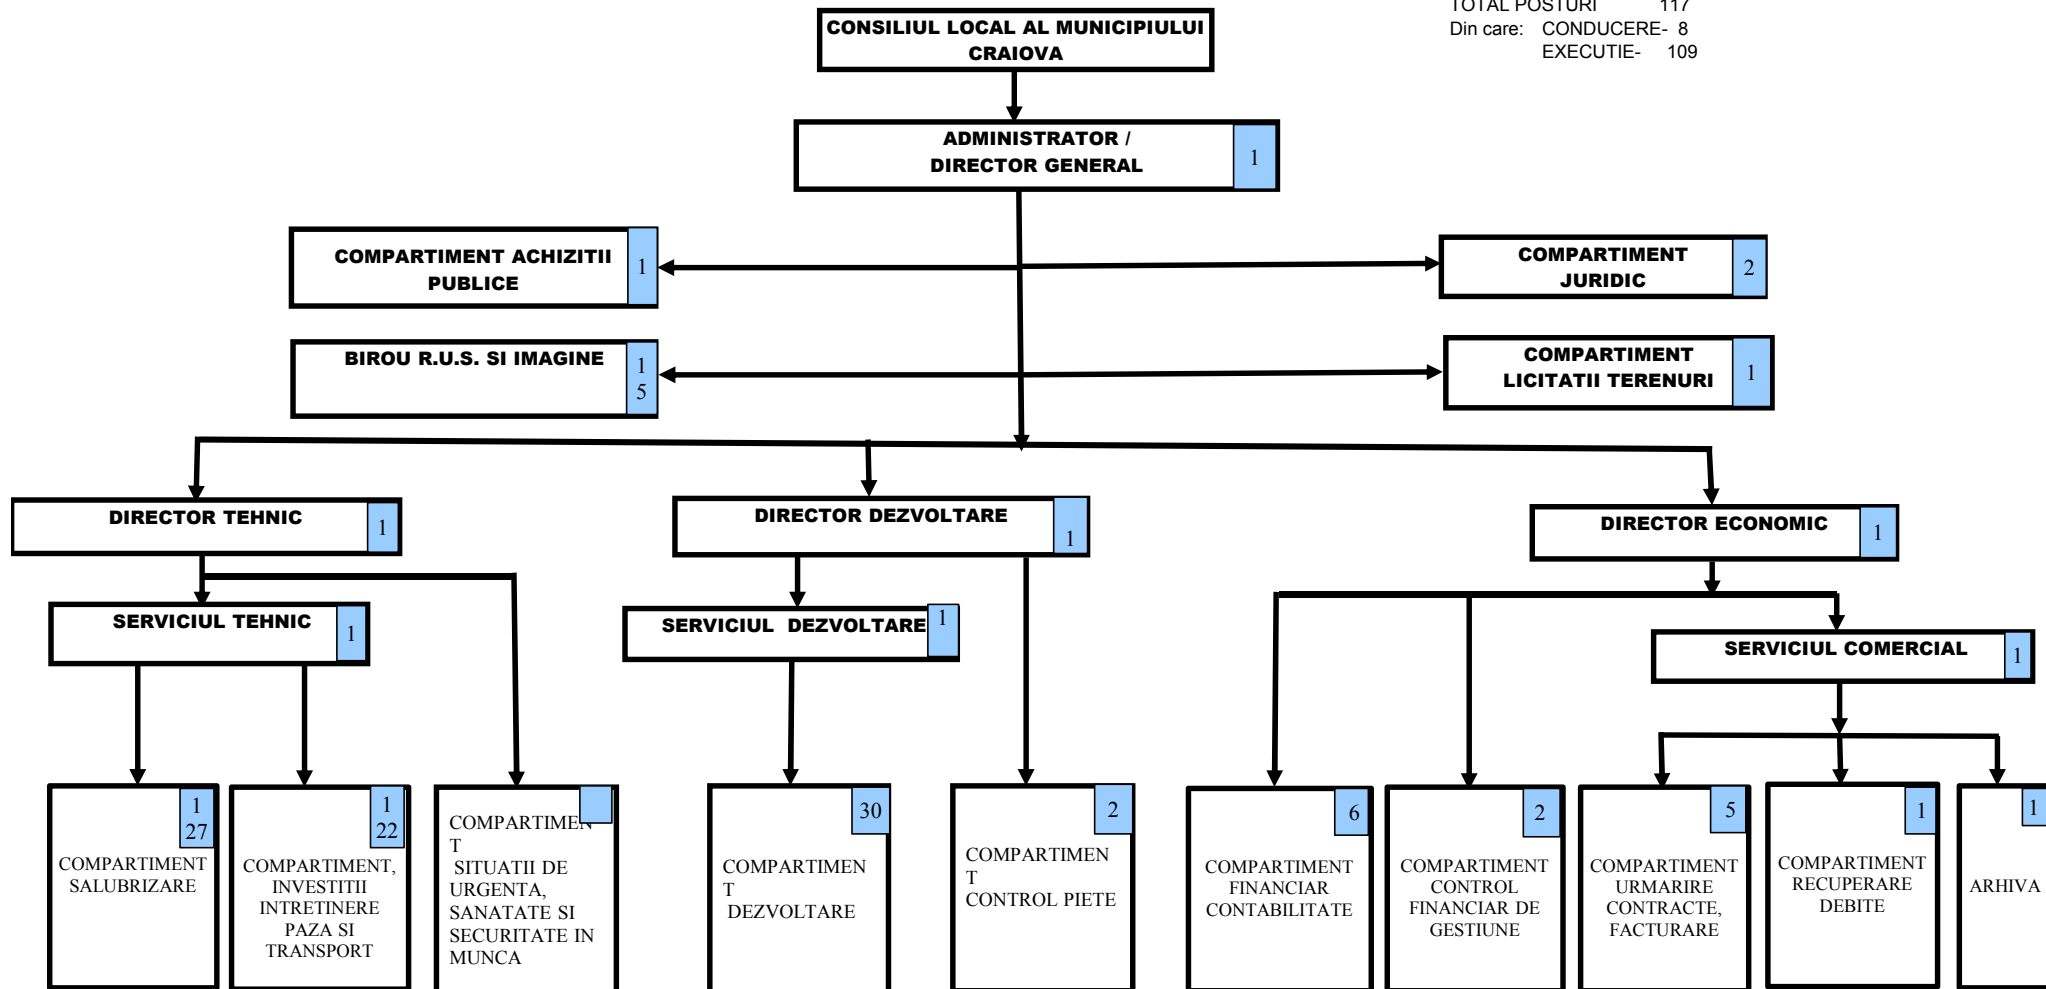 TOTAL POSTURI 117
Din care: CONDUCERE- 8
EXECUTIE- 109
CONSILIUL LOCAL AL MUNICIPIULUI
CRAIOVA
ADMINISTRATOR /
DIRECTOR GENERAL
1
COMPARTIMENT ACHIZITII
PUBLICE
1
COMPARTIMENT
JURIDIC
2
BIROU R.U.S. SI IMAGINE
1
5
COMPARTIMENT
LICITATII TERENURI
1
DIRECTOR TEHNIC
1
DIRECTOR DEZVOLTARE
1
DIRECTOR ECONOMIC
1
SERVICIUL TEHNIC
1
SERVICIUL DEZVOLTARE
1
SERVICIUL COMERCIAL
1
1
27
COMPARTIMENT
SALUBRIZARE
1
22
COMPARTIMENT,
INVESTITII
INTRETINERE
PAZA SI
TRANSPORT
COMPARTIMEN
T
SITUATII DE
URGENTA,
SANATATE SI
SECURITATE IN
MUNCA
30
COMPARTIMEN
T
DEZVOLTARE
2
COMPARTIMEN
T
CONTROL PIETE
6
COMPARTIMENT
FINANCIAR
CONTABILITATE
2
COMPARTIMENT
CONTROL
FINANCIAR DE
GESTIUNE
5
COMPARTIMENT
URMARIRE
CONTRACTE,
FACTURARE
1
COMPARTIMENT
RECUPERARE
DEBITE
1
ARHIVA